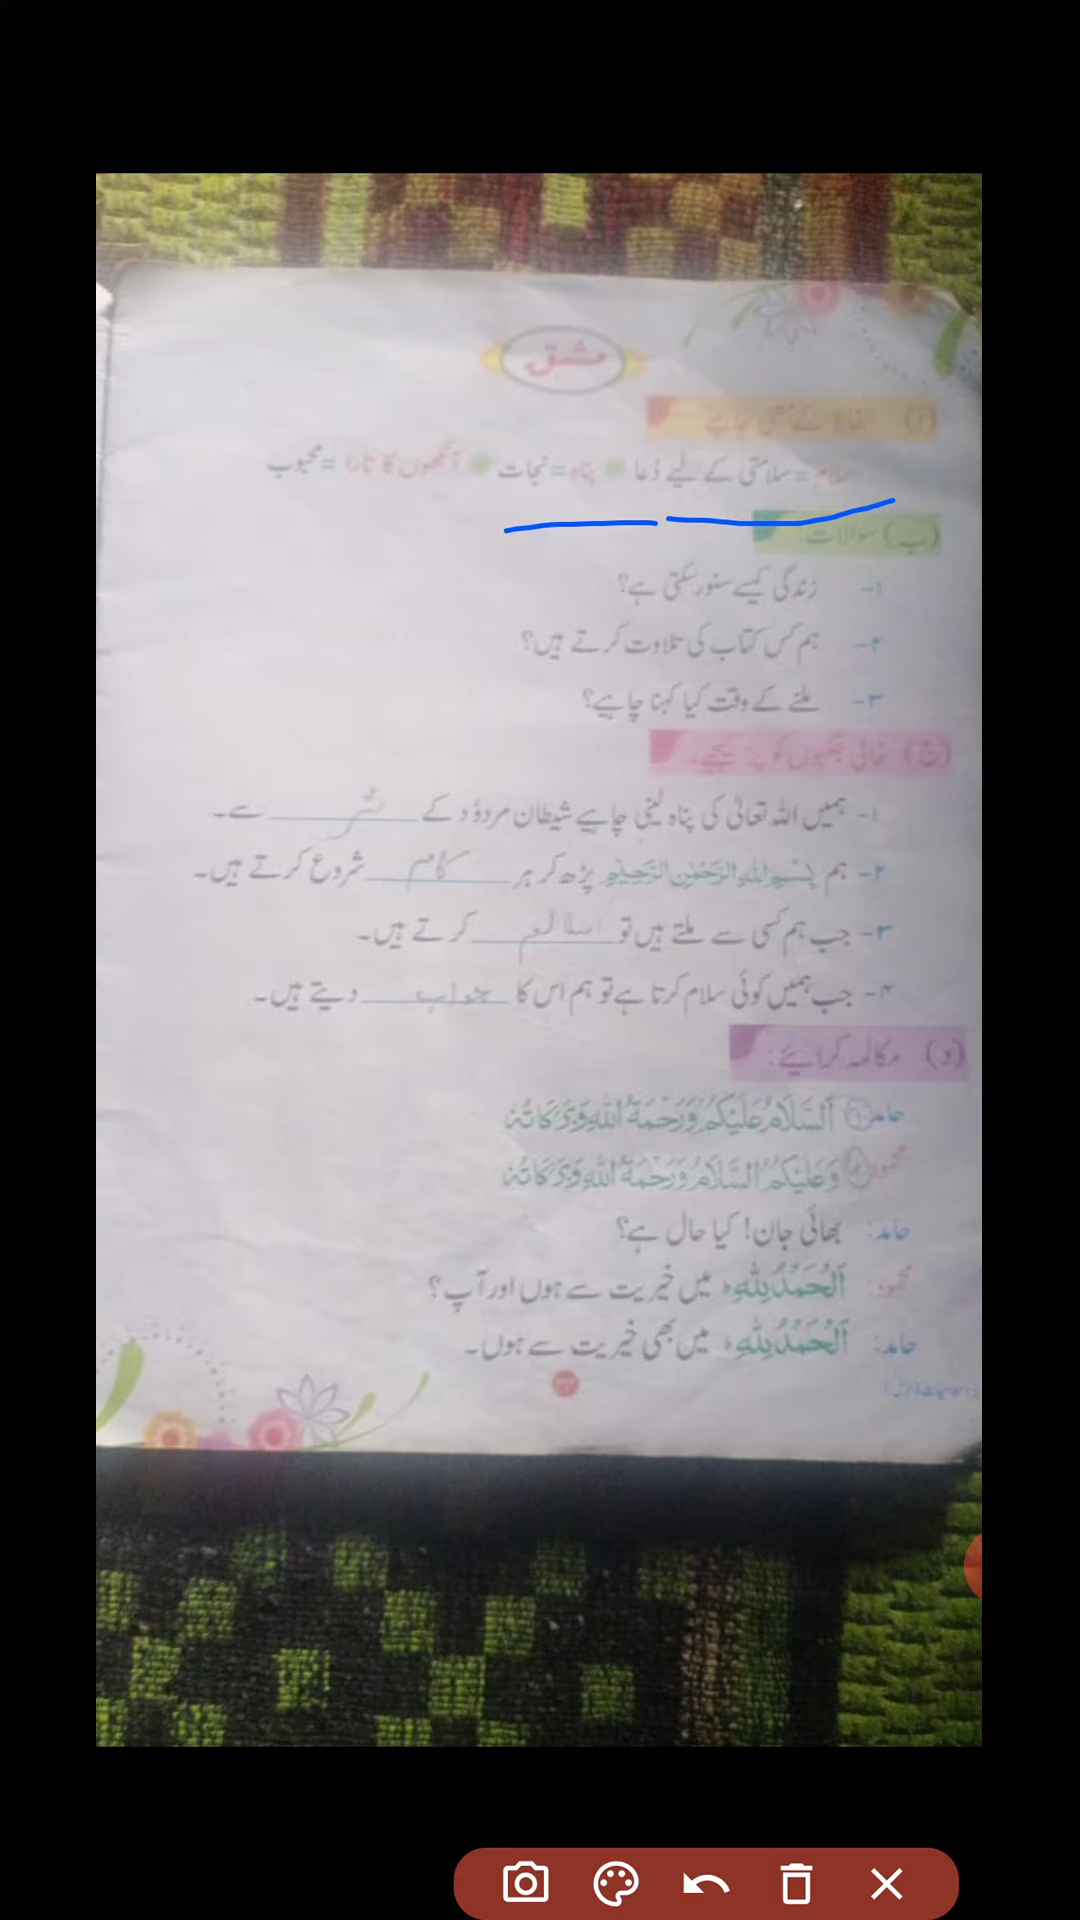 مشق
(ا) الفاظ کے معنی جانیے
سلام = سلامتی کے لیے دُعا پناہ = نجات آنکھوں کا تارا = محبوب
(ب) سوالات:
۱- زندگی کیسے سنور سکتی ہے؟
۲- ہم کس کتاب کی تلاوت کرتے ہیں؟
۳- ملنے کے وقت کیا کہنا چاہیے؟
(ج) خالی جگہوں کو پُر کیجیے۔
۱- ہمیں اللہ تعالیٰ کی پناہ لینی چاہیے شیطان مردؤد کے شر سے۔
۲- ہم بِسْمِ اللّٰهِ الرَّحْمٰنِ الرَّحِيْمِ پڑھ کر ہر کام شروع کرتے ہیں۔
۳- جب ہم کسی سے ملتے ہیں تو کرتے ہیں۔
۴- جب ہمیں کوئی سلام کرتا ہے تو ہم اس کا جواب دیتے ہیں۔
(د) مکالمہ کرائیے:
حامد: اَلسَّلَامُ عَلَيْكُمْ وَرَحْمَةُ اللّٰهِ وَبَرَكَاتُهٗ
محمود: وَعَلَيْكُمُ السَّلَامُ وَرَحْمَةُ اللّٰهِ وَبَرَكَاتُهٗ
حامد: بھائی جان! کیا حال ہے؟
محمود: اَلْحَمْدُ لِلّٰهِ میں خیریت سے ہوں اور آپ؟
حامد: اَلْحَمْدُ لِلّٰهِ میں بھی خیریت سے ہوں۔